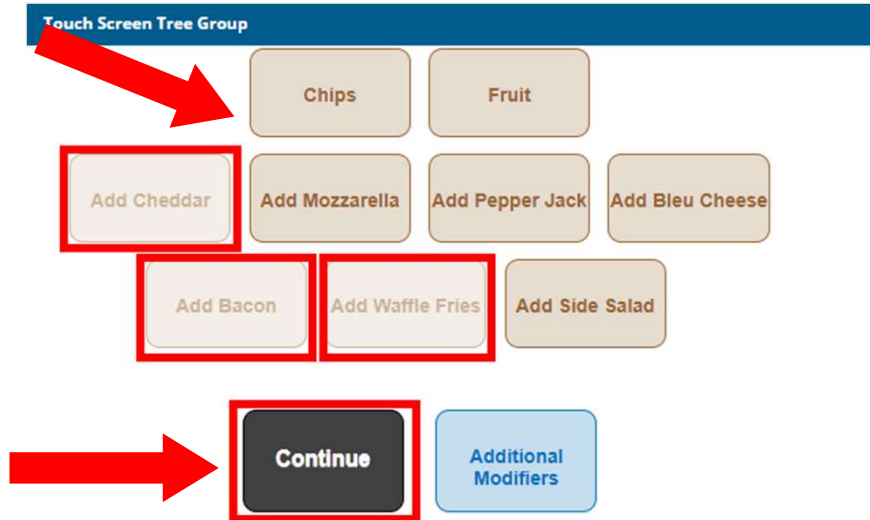 Touch Screen Tree Group
Chips
Fruit
Add Cheddar
Add Mozzarella
Add Pepper Jack
Add Bleu Cheese
Add Bacon
Add Waffle Fries
Add Side Salad
Continue
Additional
Modifiers